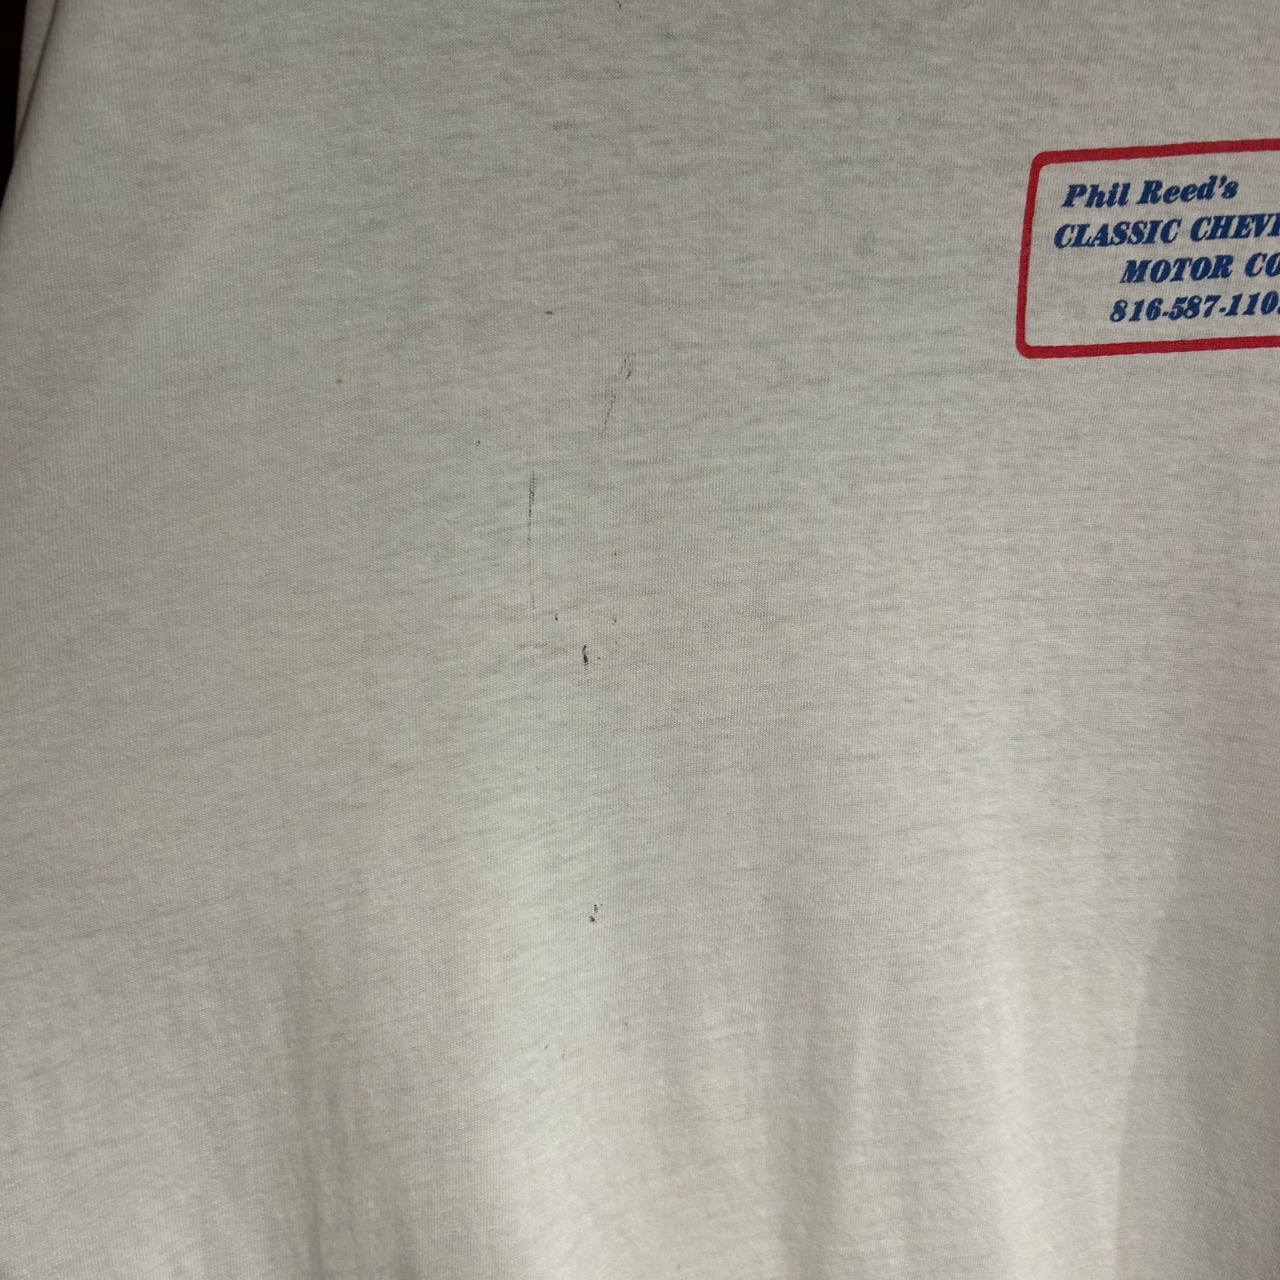 Phil Reed's
CLASSIC CHEV
MOTOR CO
816-587-110